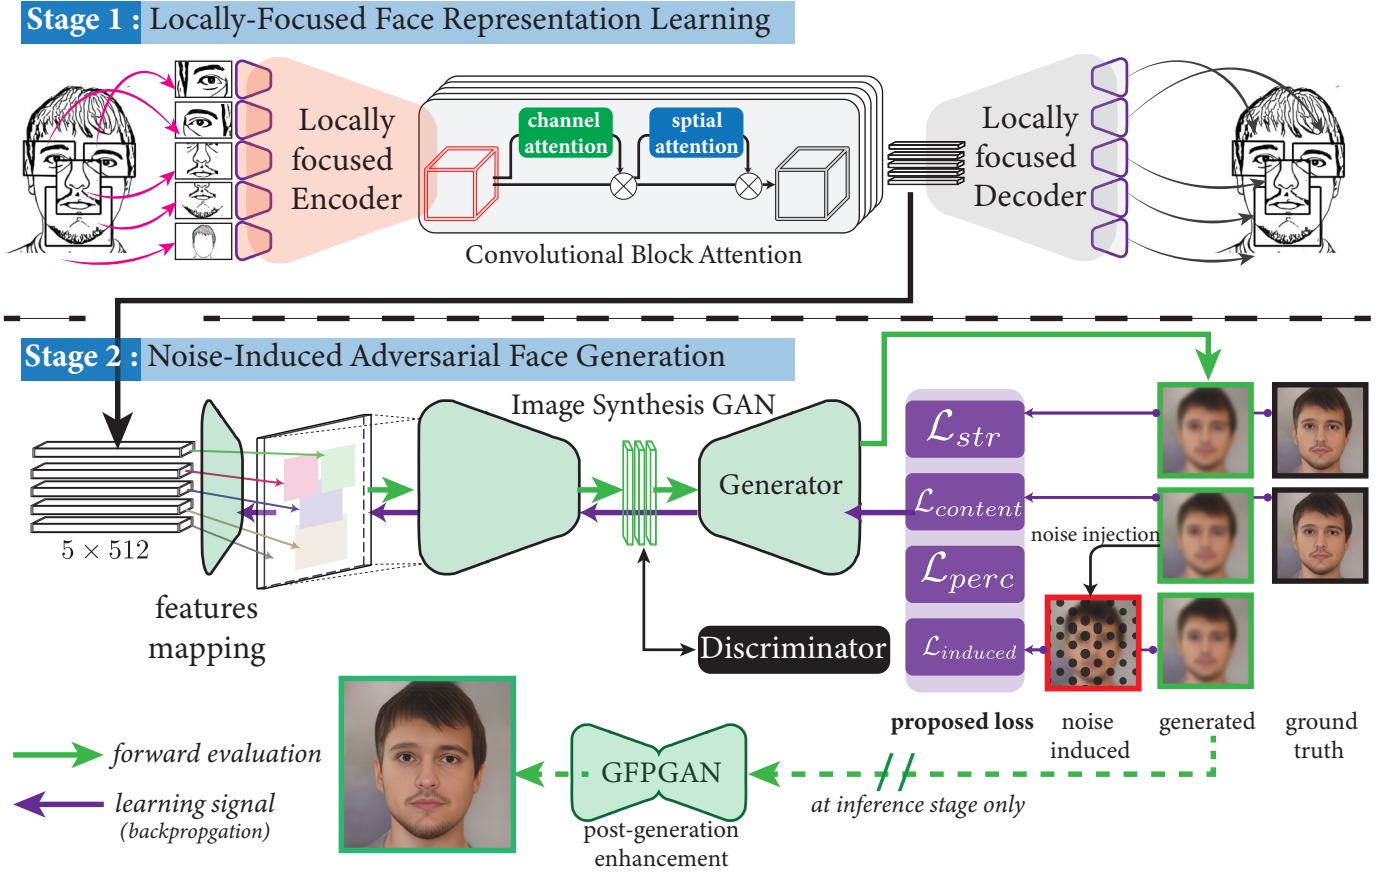 Stage 1 : Locally-Focused Face Representation Learning
Locally
focused
Encoder
channel
attention
sptial
attention
Convolutional Block Attention
Locally
focused
Decoder
Stage 2 : Noise-Induced Adversarial Face Generation
5 × 512
features
mapping
Image Synthesis GAN
Generator
Discriminator
ℒstr
ℒcontent
ℒperc
ℒinduced
noise injection
proposed loss
noise
induced
generated
ground
truth
forward evaluation
learning signal
(backpropgation)
GFPGAN
post-generation
enhancement
at inference stage only